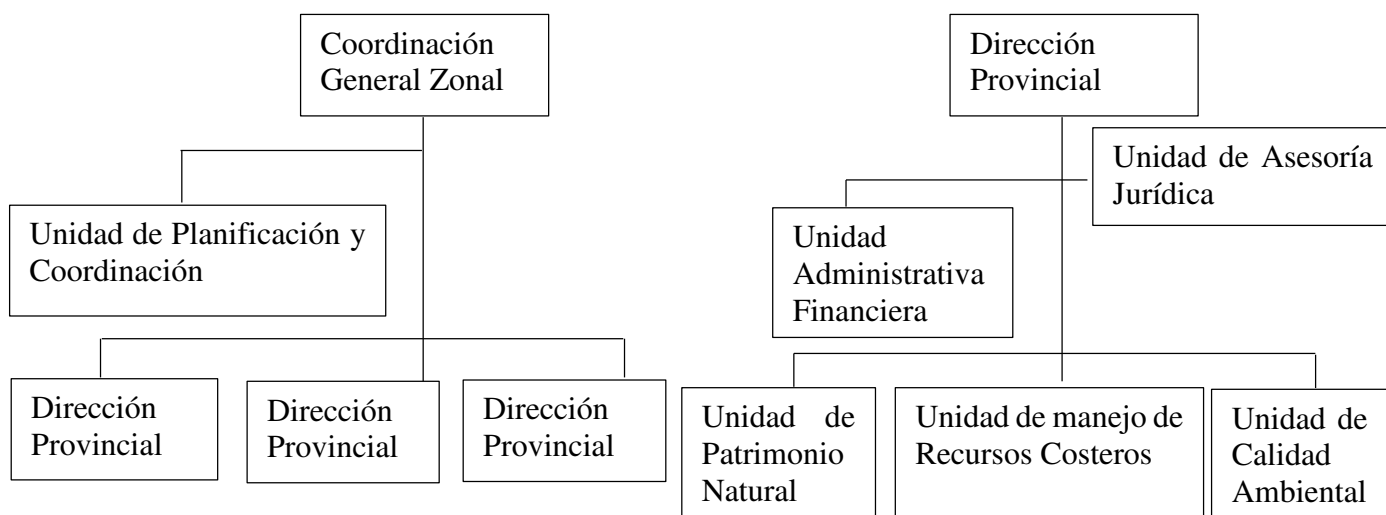 Coordinación
General Zonal
Unidad de Planificación y
Coordinación
Dirección
Provincial
Dirección
Provincial
Dirección
Provincial
Dirección
Provincial
Unidad de Asesoría
Jurídica
Unidad
Administrativa
Financiera
Unidad de
Patrimonio
Natural
Unidad de manejo de
Recursos Costeros
Unidad de
Calidad
Ambiental